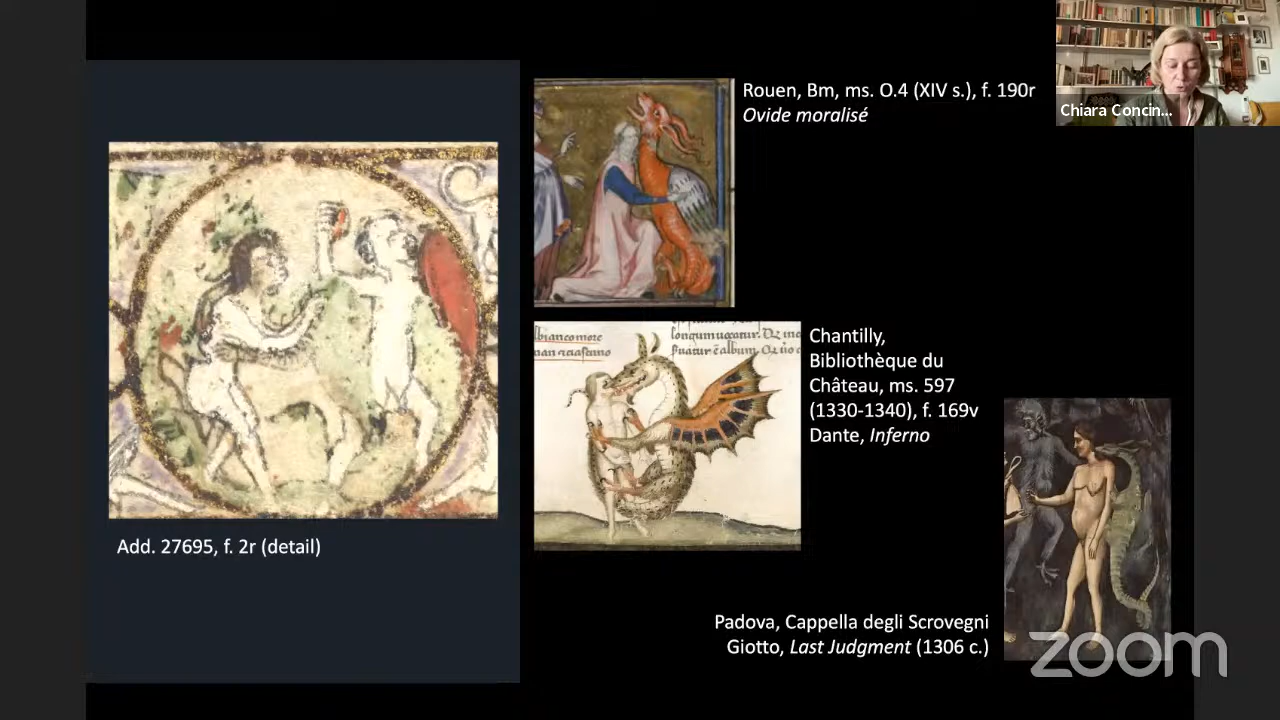 Rouen, Bm, ms. O.4 (XIV s.), f. 190r
Ovide moralisé
Chiara Concin...
Chantilly,
Bibliothèque du
Château, ms. 597
(1330-1340), f. 169v
Dante, Inferno
Add. 27695, f. 2r (detail)
Padova, Cappella degli Scrovegni
Giotto, Last Judgment (1306 c.)
zoom